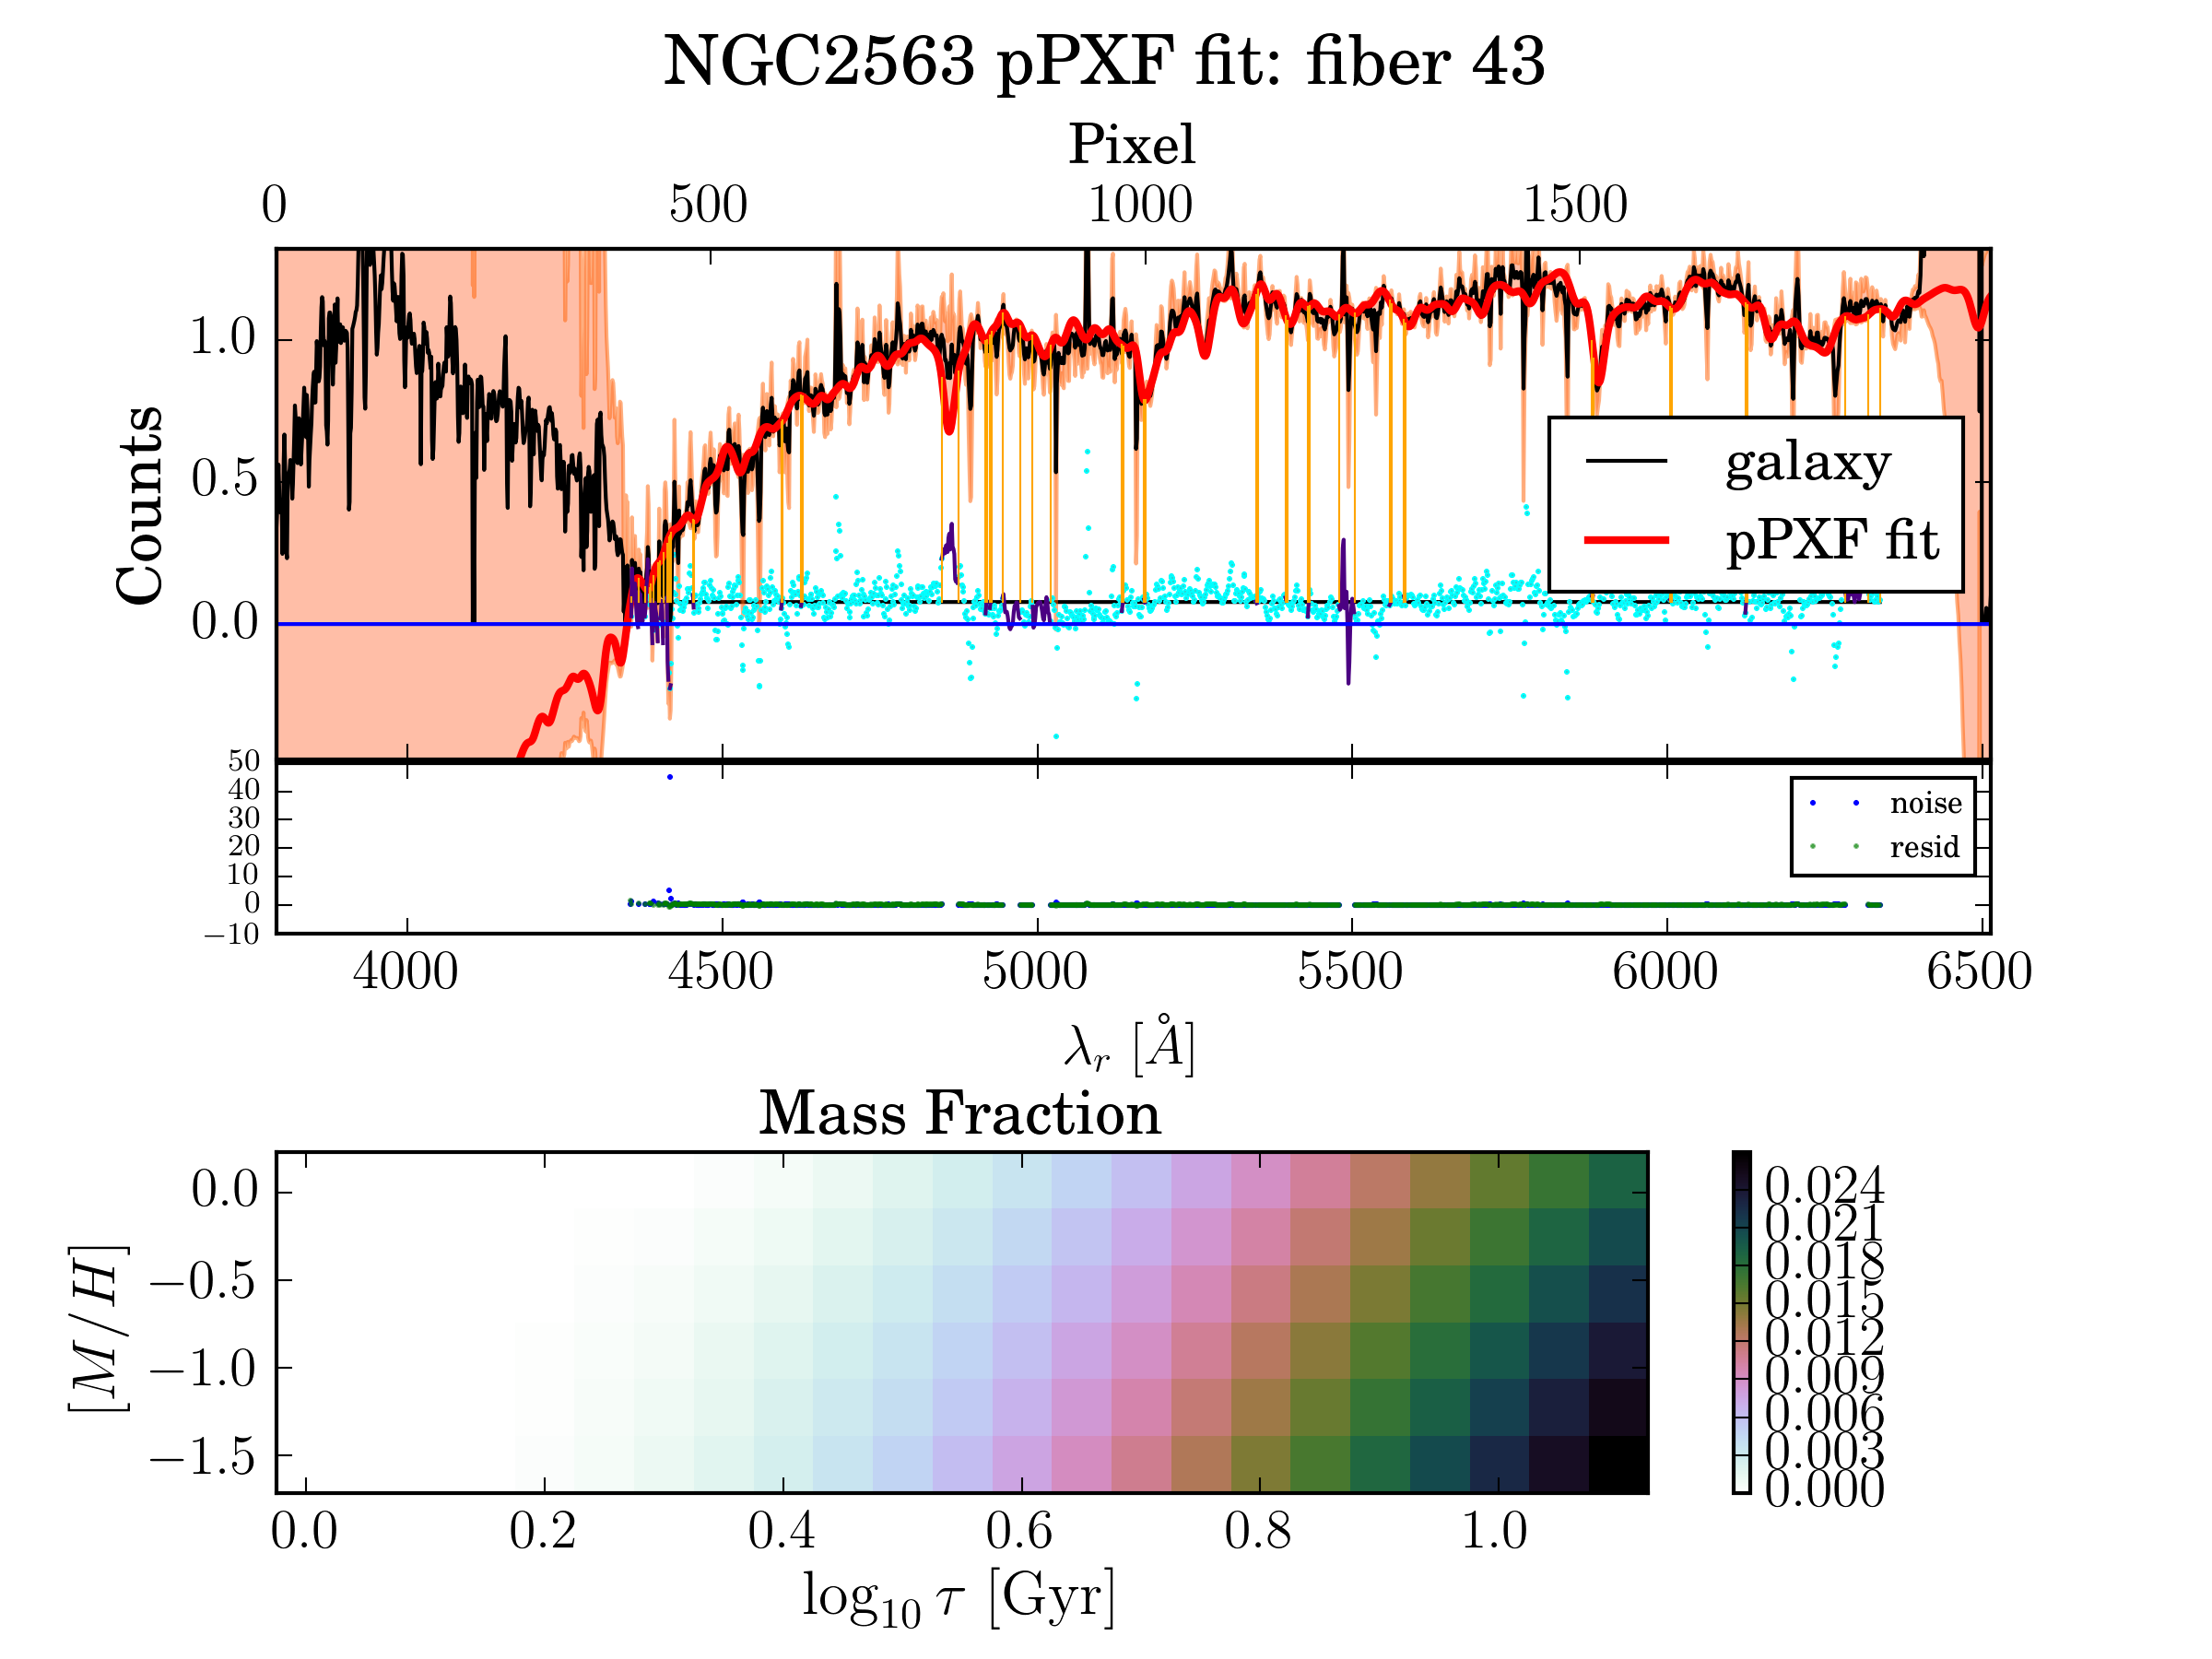 NGC2563 pPXF fit: fiber 43
Pixel
0 500 1000 1500
Counts
1.0
0.5
0.0
galaxy
pPXF fit
50
40
30
20
10
0
−10
noise
resid
4000 4500 5000 5500 6000 6500
λr [Å]
Mass Fraction
[M/H]
0.0
−0.5
−1.0
−1.5
0.0 0.2 0.4 0.6 0.8 1.0
log10 τ [Gyr]
0.024
0.021
0.018
0.015
0.012
0.009
0.006
0.003
0.000